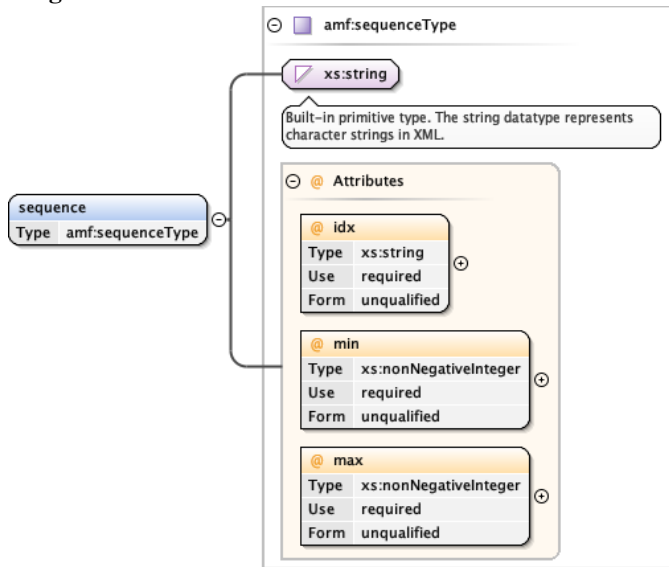 amf:sequenceType
xs:string
Built-in primitive type. The string datatype represents
character strings in XML.
@ Attributes
sequence
Type amf:sequenceType
@ idx
Type xs:string
Use required
Form unqualified
@ min
Type xs:nonNegativeInteger
Use required
Form unqualified
@ max
Type xs:nonNegativeInteger
Use required
Form unqualified